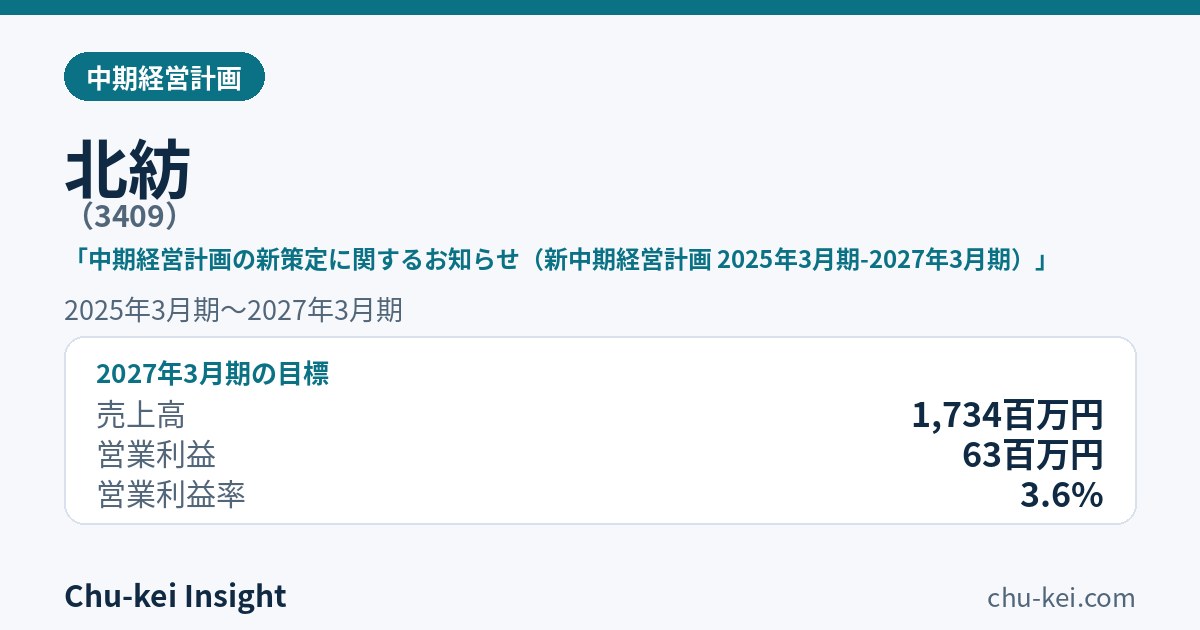 中期経営計画
北紡
（3409）
「中期経営計画の新策定に関するお知らせ（新中期経営計画 2025年3月期-2027年3月期）」
2025年3月期〜2027年3月期
2027年3月期の目標
売上高 1,734百万円
営業利益 63百万円
営業利益率 3.6%
Chu-kei Insight chu-kei.com